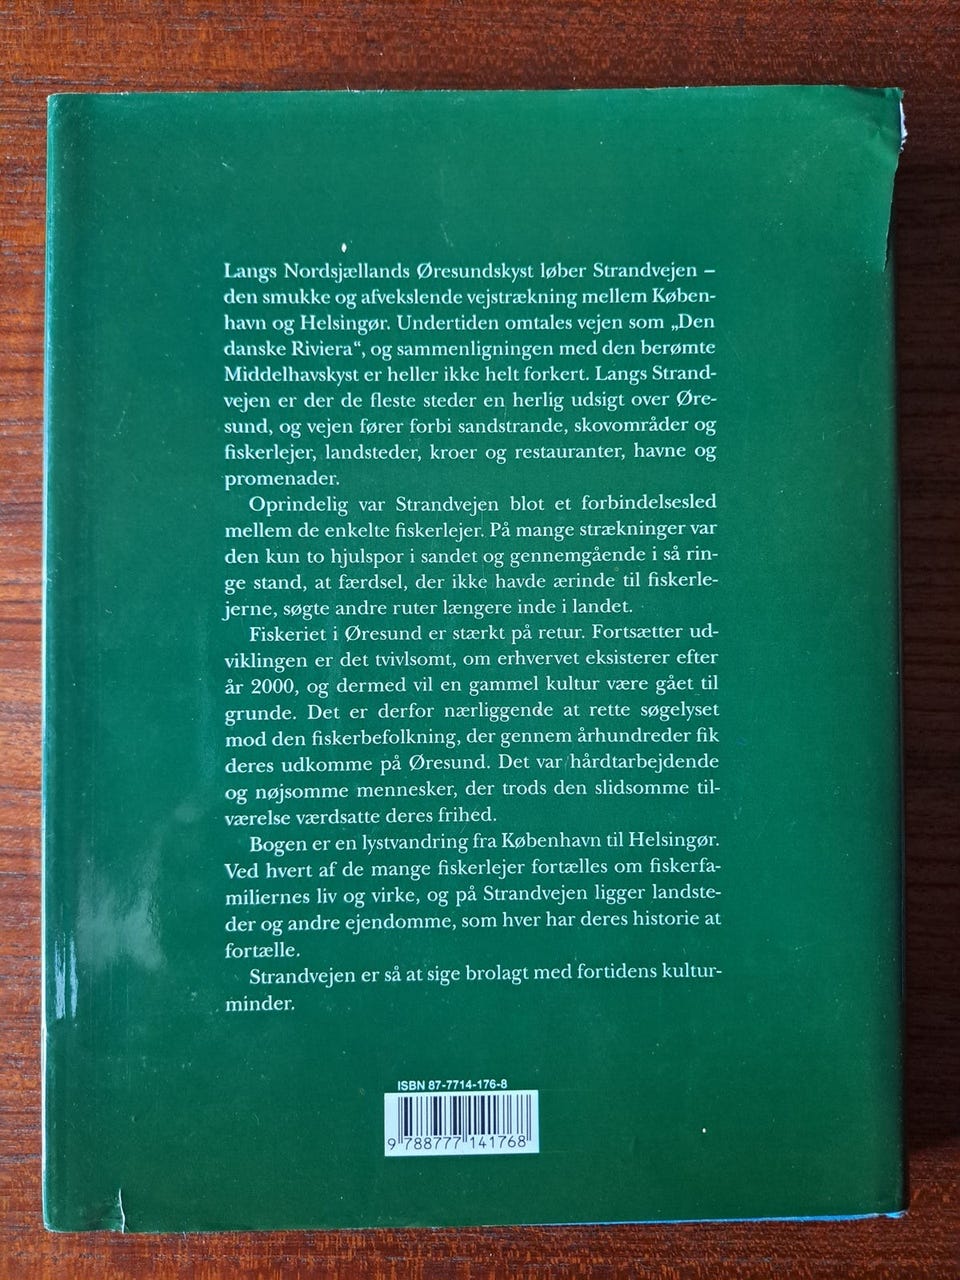 Langs Nordsjællands Øresundskyst løber Strandvejen –
den smukke og afvekslende vejstrækning mellem Køben-
havn og Helsingør. Undertiden omtales vejen som „Den
danske Riviera“, og sammenligningen med den berømte
Middelhavskyst er heller ikke helt forkert. Langs Strand-
vejen er der de fleste steder en herlig udsigt over Øre-
sund, og vejen fører forbi sandstrande, skovområder og
fiskerlejer, landsteder, kroer og restauranter, havne og
promenader.
Oprindelig var Strandvejen blot et forbindelsesled
mellem de enkelte fiskerlejer. På mange strækninger var
den kun to hjulspor i sandet og gennemgående i så rin-
ge stand, at færdsel, der ikke havde ærinde til fiskerle-
jerne, søgte andre ruter længere inde i landet.
Fiskeriet i Øresund er stærkt på retur. Fortsætter ud-
viklingen er det tvivlsomt, om erhvervet eksisterer efter
år 2000, og dermed vil en gammel kultur være gået til
grunde. Det er derfor nærliggende at rette søgelyset
mod den fiskerbefolkning, der gennem århundreder fik
deres udkomme på Øresund. Det var hårdtarbejdende
og nøjsomme mennesker, der trods den slidsomme til-
værelse værdsatte deres frihed.
Bogen er en lystvandring fra København til Helsingør.
Ved hvert af de mange fiskerlejer fortælles om fiskerfa-
miliernes liv og virke, og på Strandvejen ligger landste-
der og andre ejendomme, som hver har deres historie at
fortælle.
Strandvejen er så at sige brolagt med fortidens kultur-
minder.
ISBN 87-7714-176-8
9 788777 141768